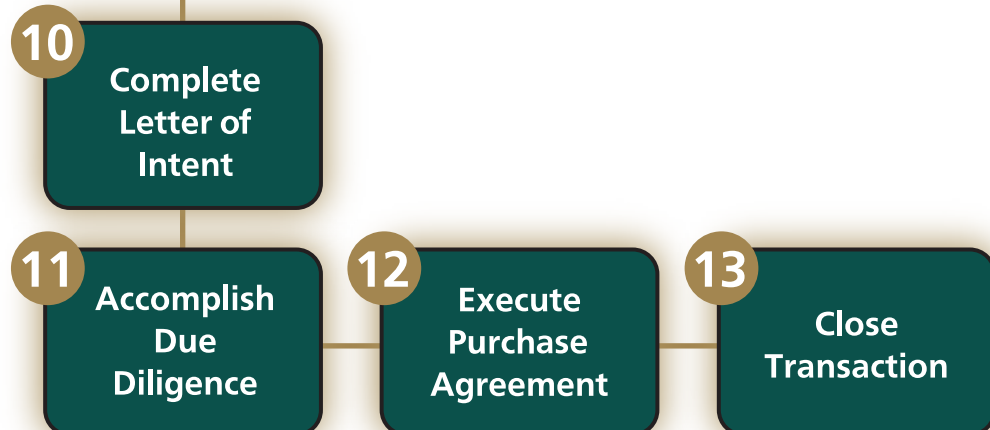 10
Complete
Letter of
Intent
11
Accomplish
Due
Diligence
12
Execute
Purchase
Agreement
13
Close
Transaction